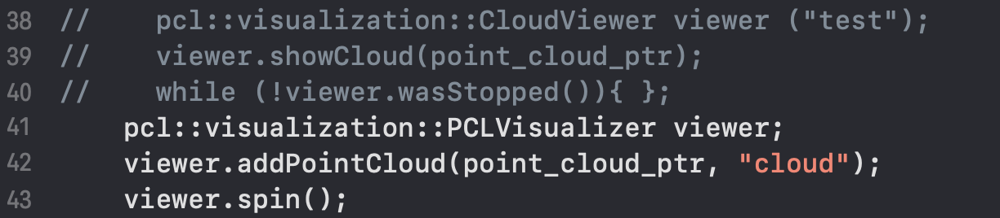 38 //     pcl::visualization::CloudViewer viewer ("test");
39 //     viewer.showCloud(point_cloud_ptr);
40 //     while (!viewer.wasStopped()){ };
41     pcl::visualization::PCLVisualizer viewer;
42     viewer.addPointCloud(point_cloud_ptr, "cloud");
43     viewer.spin();